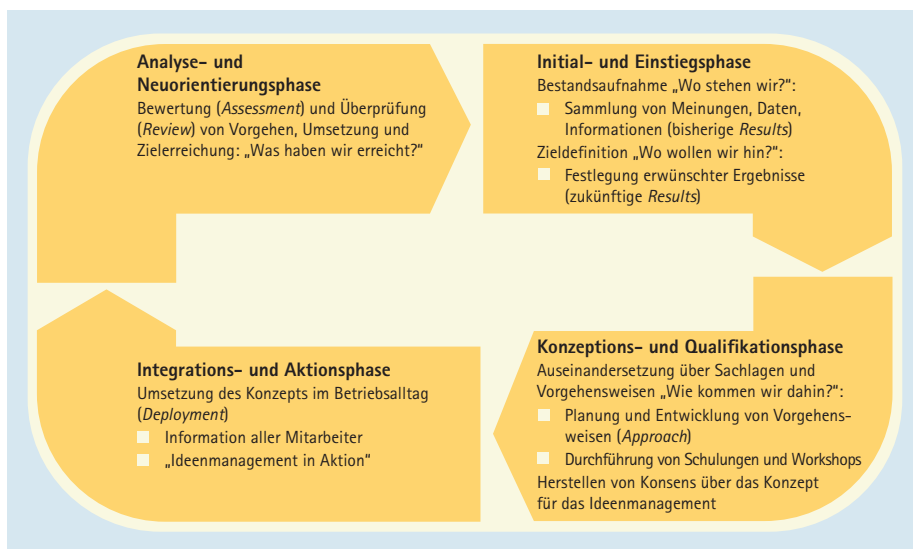 Analyse- und
Neuorientierungsphase
Bewertung (Assessment) und Überprüfung
(Review) von Vorgehen, Umsetzung und
Zielerreichung: „Was haben wir erreicht?“
Initial- und Einstiegsphase
Bestandsaufnahme „Wo stehen wir?“:
Sammlung von Meinungen, Daten,
Informationen (bisherige Results)
Zieldefinition „Wo wollen wir hin?“:
Festlegung erwünschter Ergebnisse
(zukünftige Results)
Konzeptions- und Qualifikationsphase
Auseinandersetzung über Sachlagen und
Vorgehensweisen „Wie kommen wir dahin?“:
Planung und Entwicklung von Vorgehens-
weisen (Approach)
Durchführung von Schulungen und Workshops
Herstellen von Konsens über das Konzept
für das Ideenmanagement
Integrations- und Aktionsphase
Umsetzung des Konzepts im Betriebsalltag
(Deployment)
Information aller Mitarbeiter
„Ideenmanagement in Aktion“